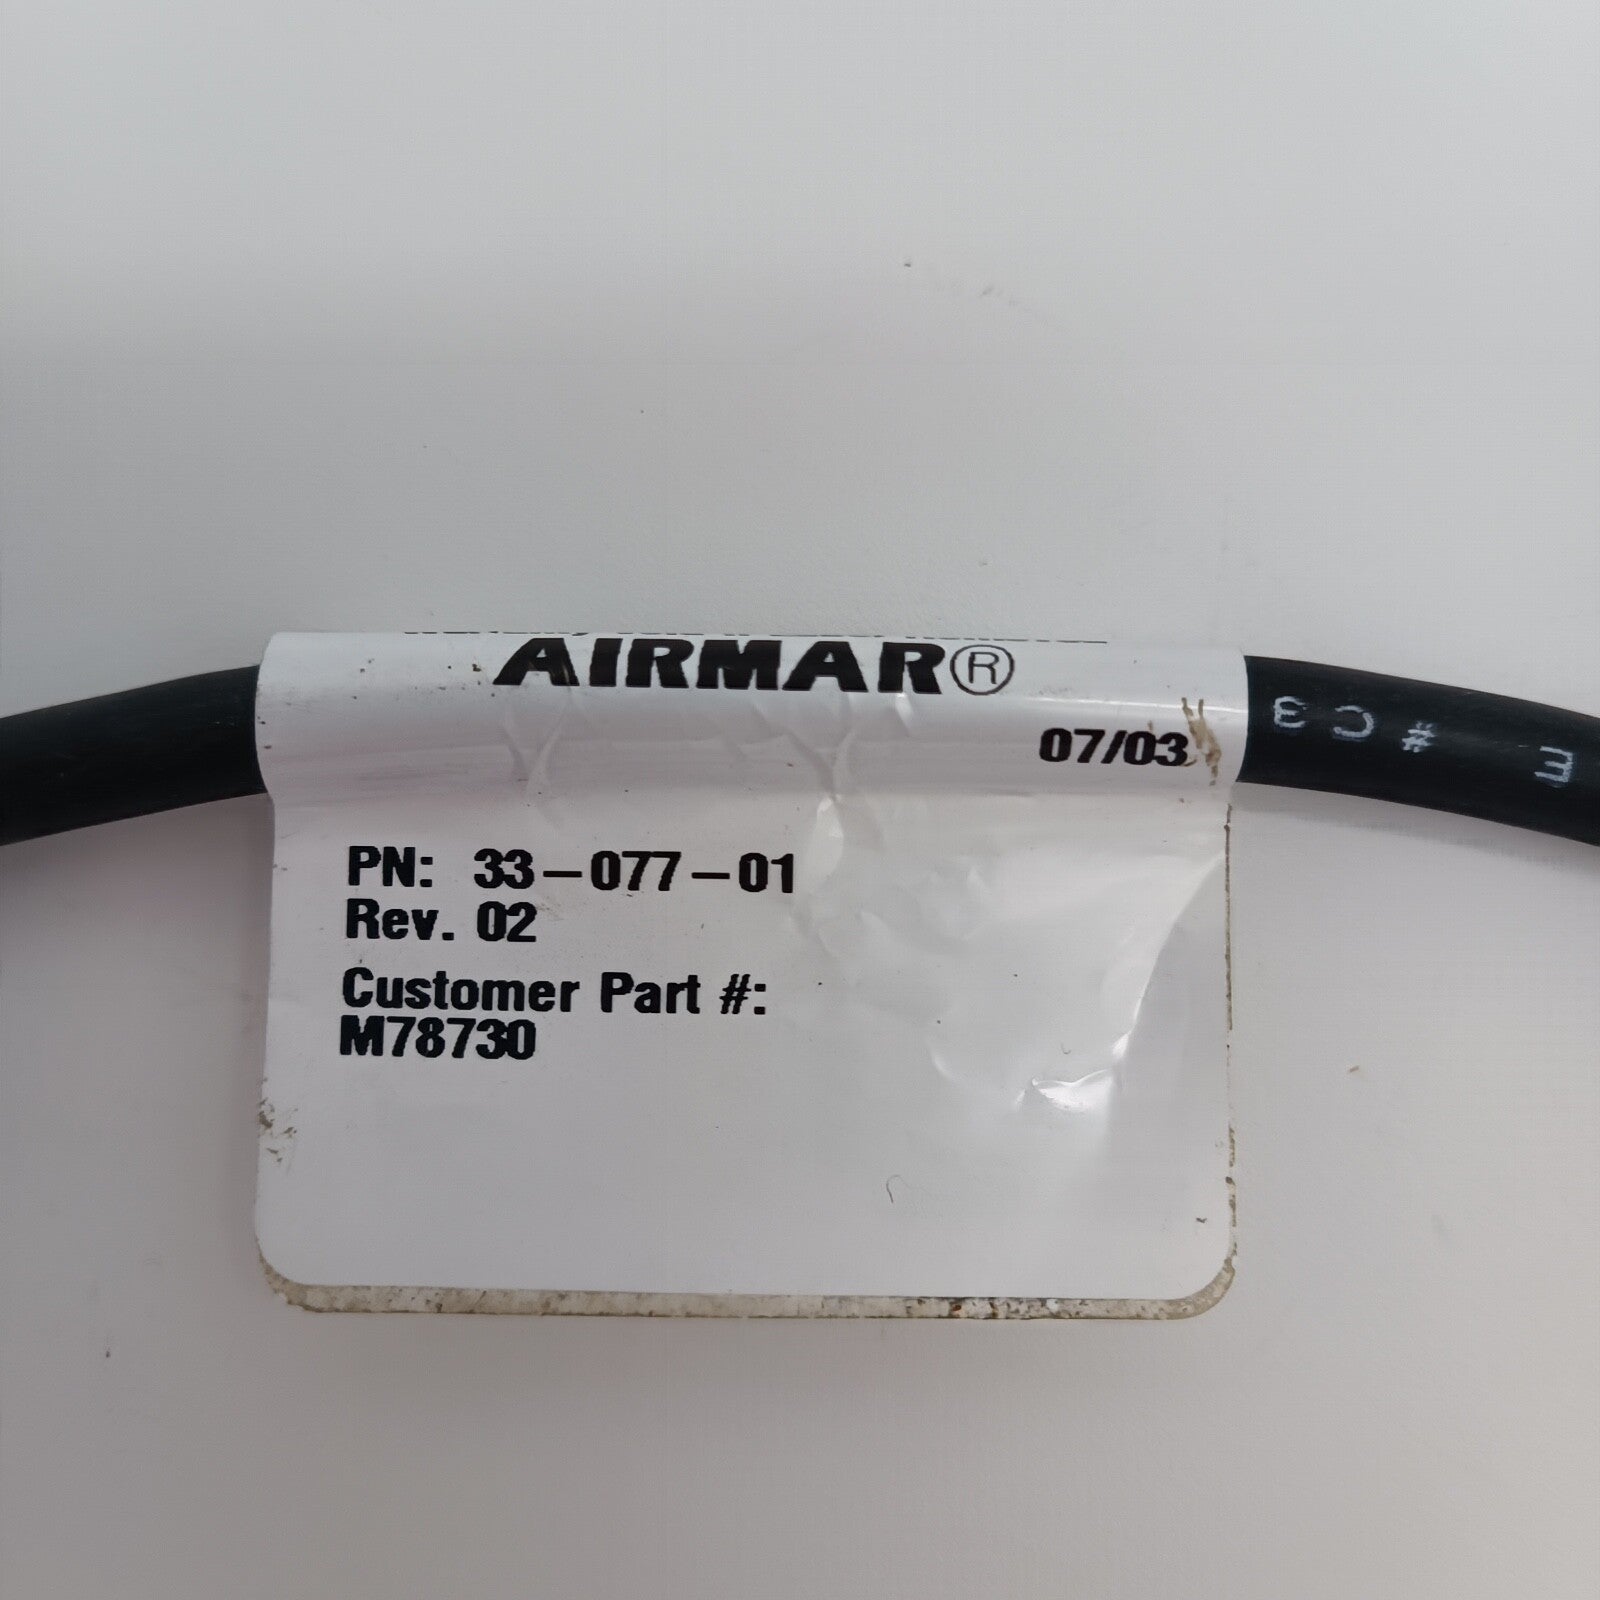 AIRMAR®
07/03
PN: 33-077-01
Rev. 02
Customer Part #:
M78730